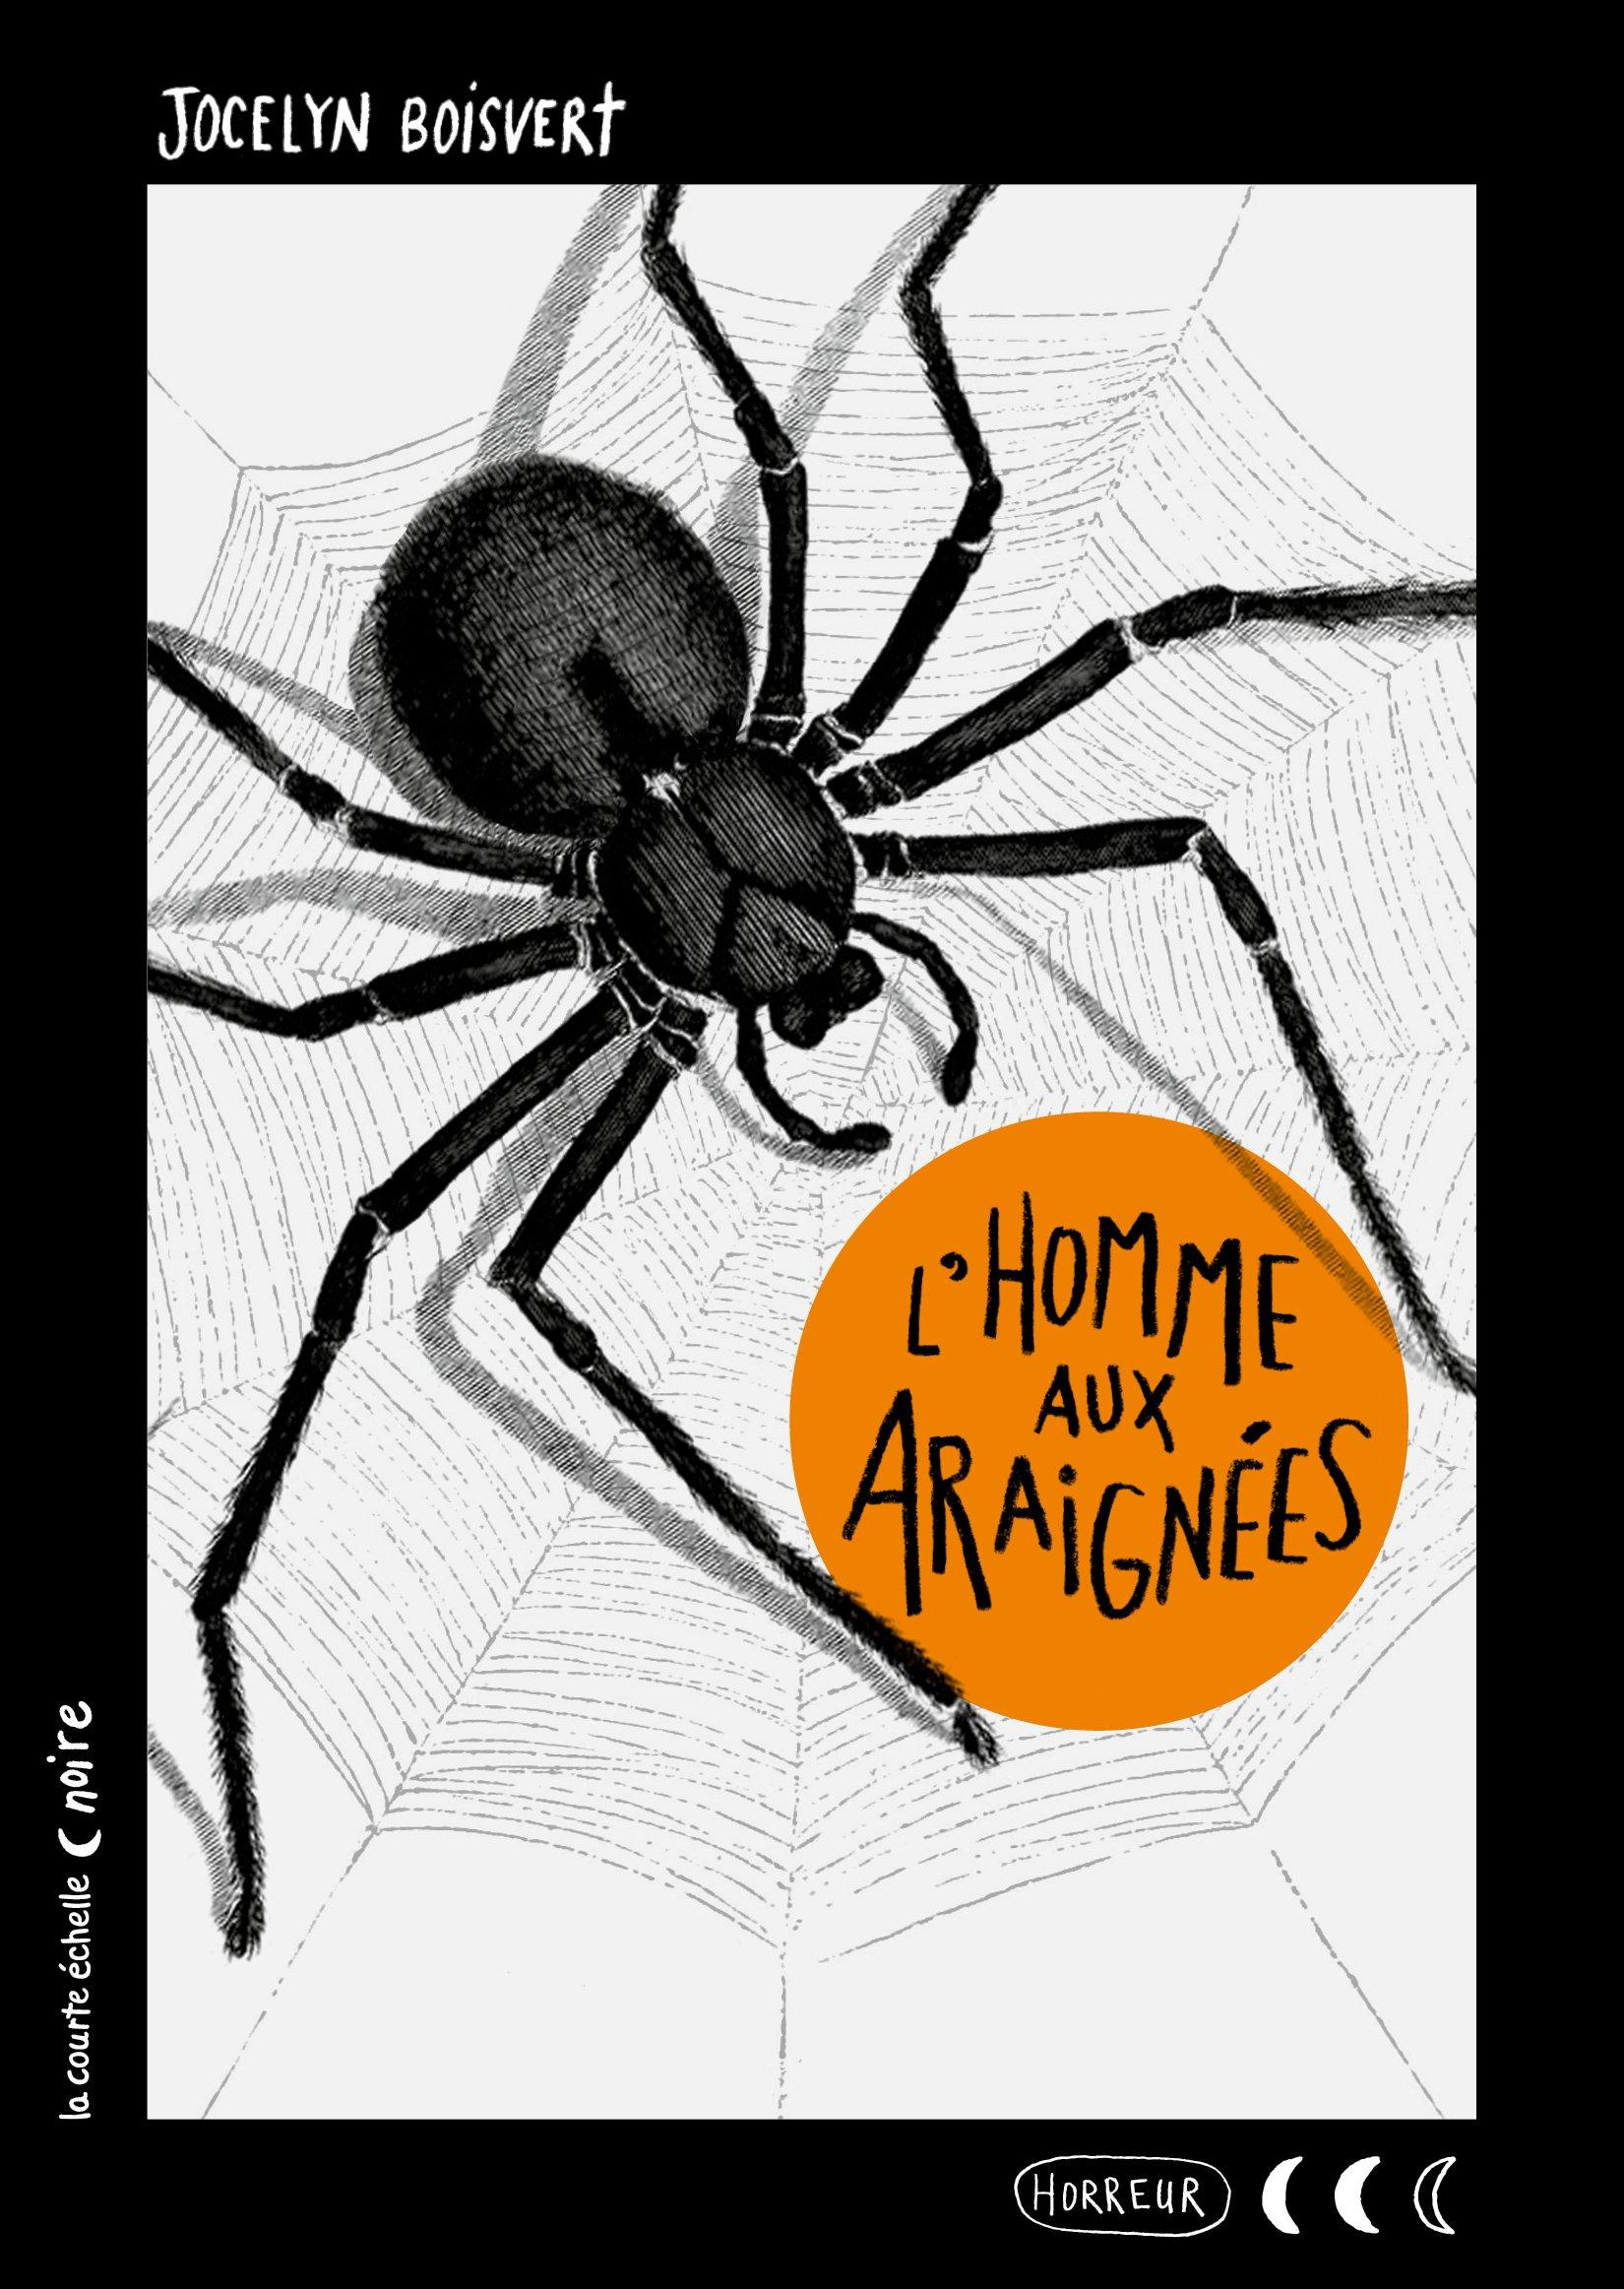 JOCELYN BOISVERT
L'HOMME
AUX
ARAIGNÉES
la courte échelle noire
HORREUR